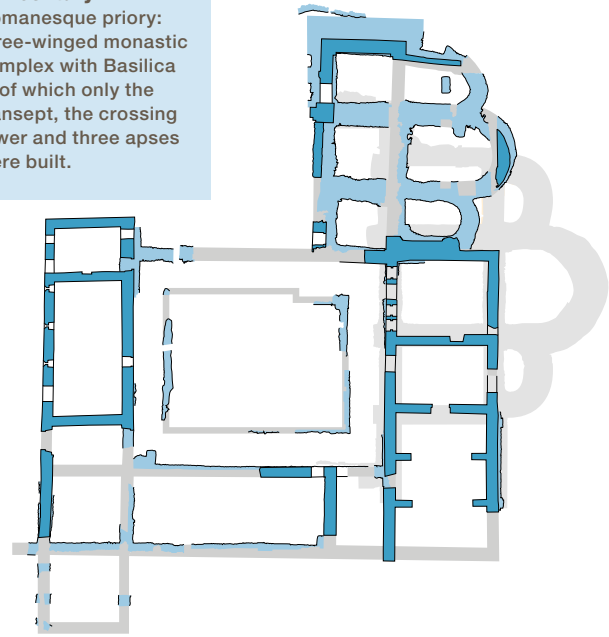 omanesque priory:
ree-winged monastic
mplex with Basilica
of which only the
ansept, the crossing
wer and three apses
ere built.